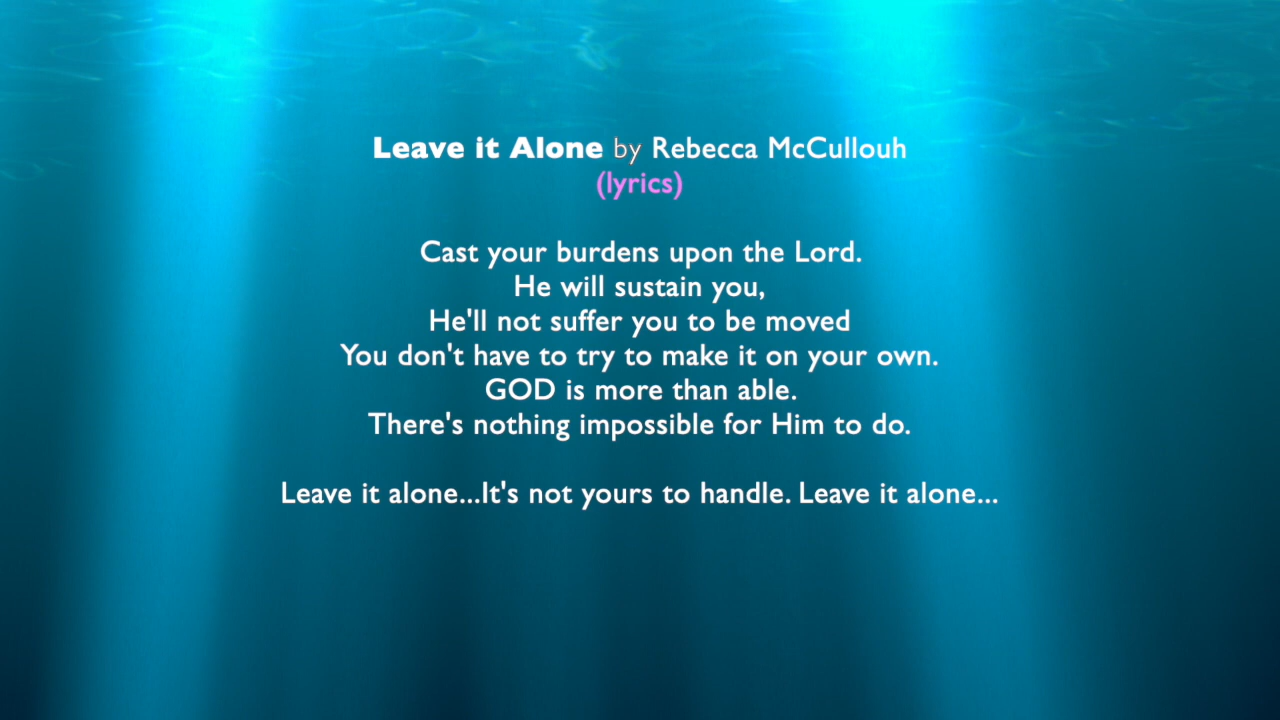 Leave it Alone by Rebecca McCullouh
(lyrics)
Cast your burdens upon the Lord.
He will sustain you,
He'll not suffer you to be moved
You don't have to try to make it on your own.
GOD is more than able.
There's nothing impossible for Him to do.
Leave it alone...It's not yours to handle. Leave it alone...